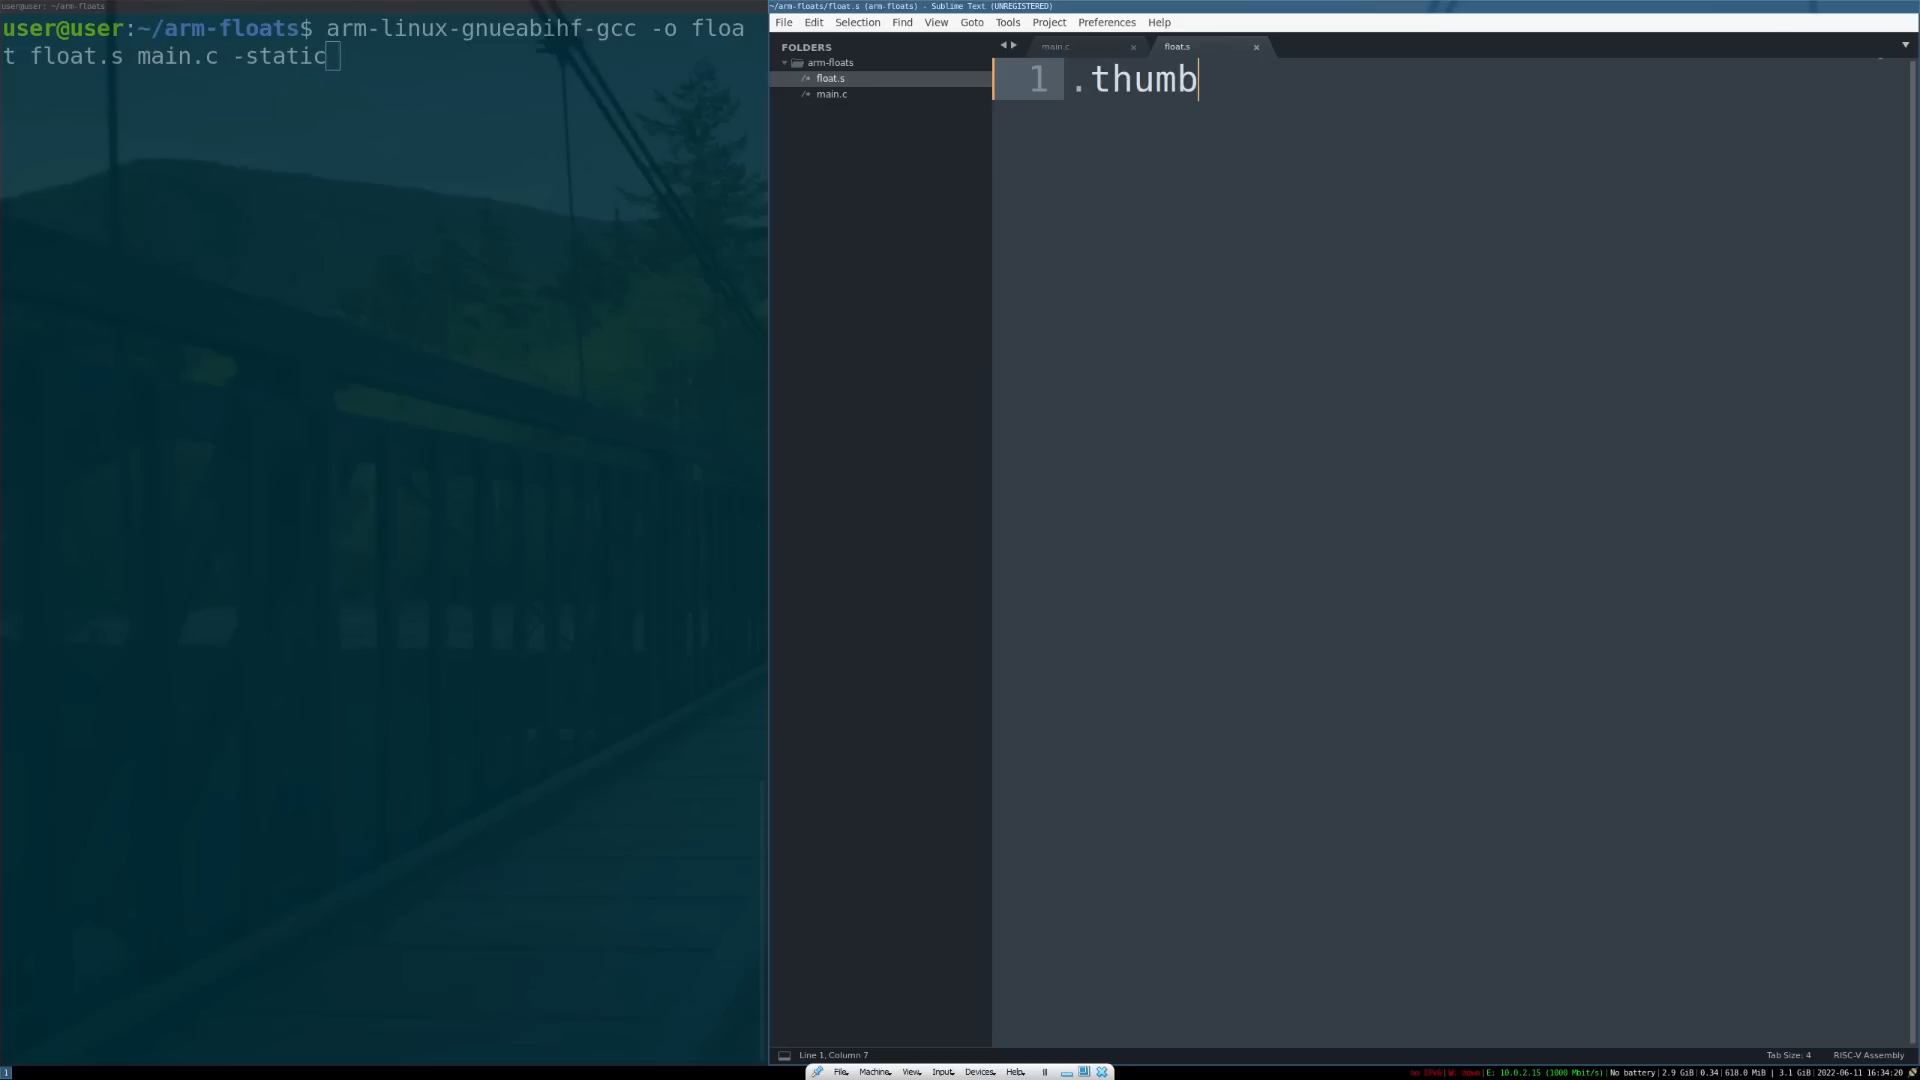 user@user: ~/arm-floats
user@user:~/arm-floats$ arm-linux-gnueabihf-gcc -o floa
t float.s main.c -static
~/arm-floats/float.s (arm-floats) - Sublime Text (UNREGISTERED)
File Edit Selection Find View Goto Tools Project Preferences Help
FOLDERS
arm-floats
/* float.s
/* main.c
main.c × float.s ×
1 .thumb
Line 1, Column 7
Tab Size: 4 RISC-V Assembly
File Machine View Input Devices Help
1
no IPv6| W: down| E: 10.0.2.15 (1000 Mbit/s)| No battery| 2.9 GiB| 0.34| 618.0 MiB | 3.1 GiB| 2022-06-11 16:34:20